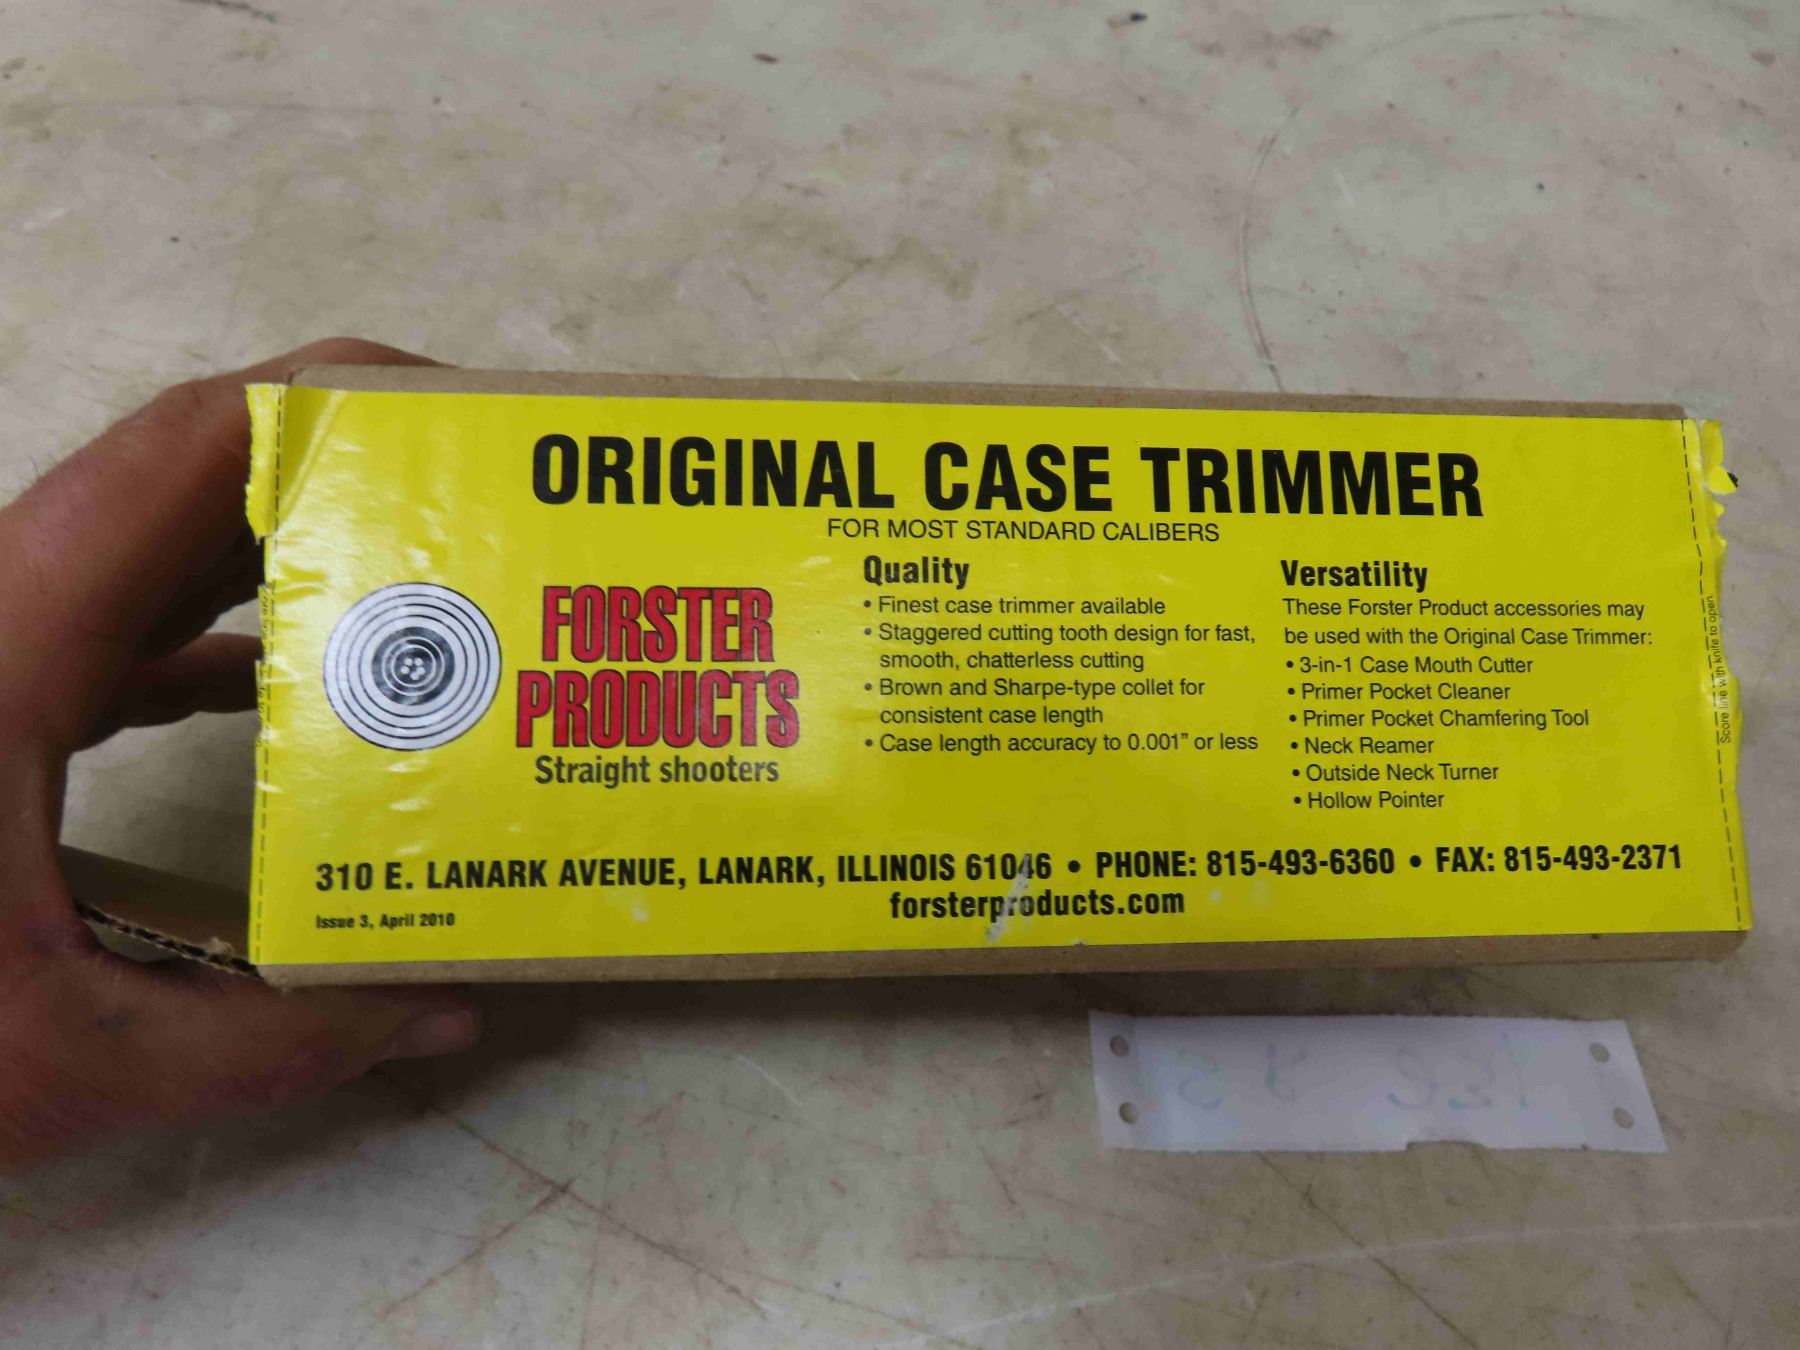 ORIGINAL CASE TRIMMER
FOR MOST STANDARD CALIBERS
FORSTER
PRODUCTS
Straight shooters
Quality
• Finest case trimmer available
• Staggered cutting tooth design for fast,
smooth, chatterless cutting
• Brown and Sharpe-type collet for
consistent case length
• Case length accuracy to 0.001” or less
Versatility
These Forster Product accessories may
be used with the Original Case Trimmer:
• 3-in-1 Case Mouth Cutter
• Primer Pocket Cleaner
• Primer Pocket Chamfering Tool
• Neck Reamer
• Outside Neck Turner
• Hollow Pointer
310 E. LANARK AVENUE, LANARK, ILLINOIS 61046 • PHONE: 815-493-6360 • FAX: 815-493-2371
forsterproducts.com
Issue 3, April 2010
Score line with knife to open.